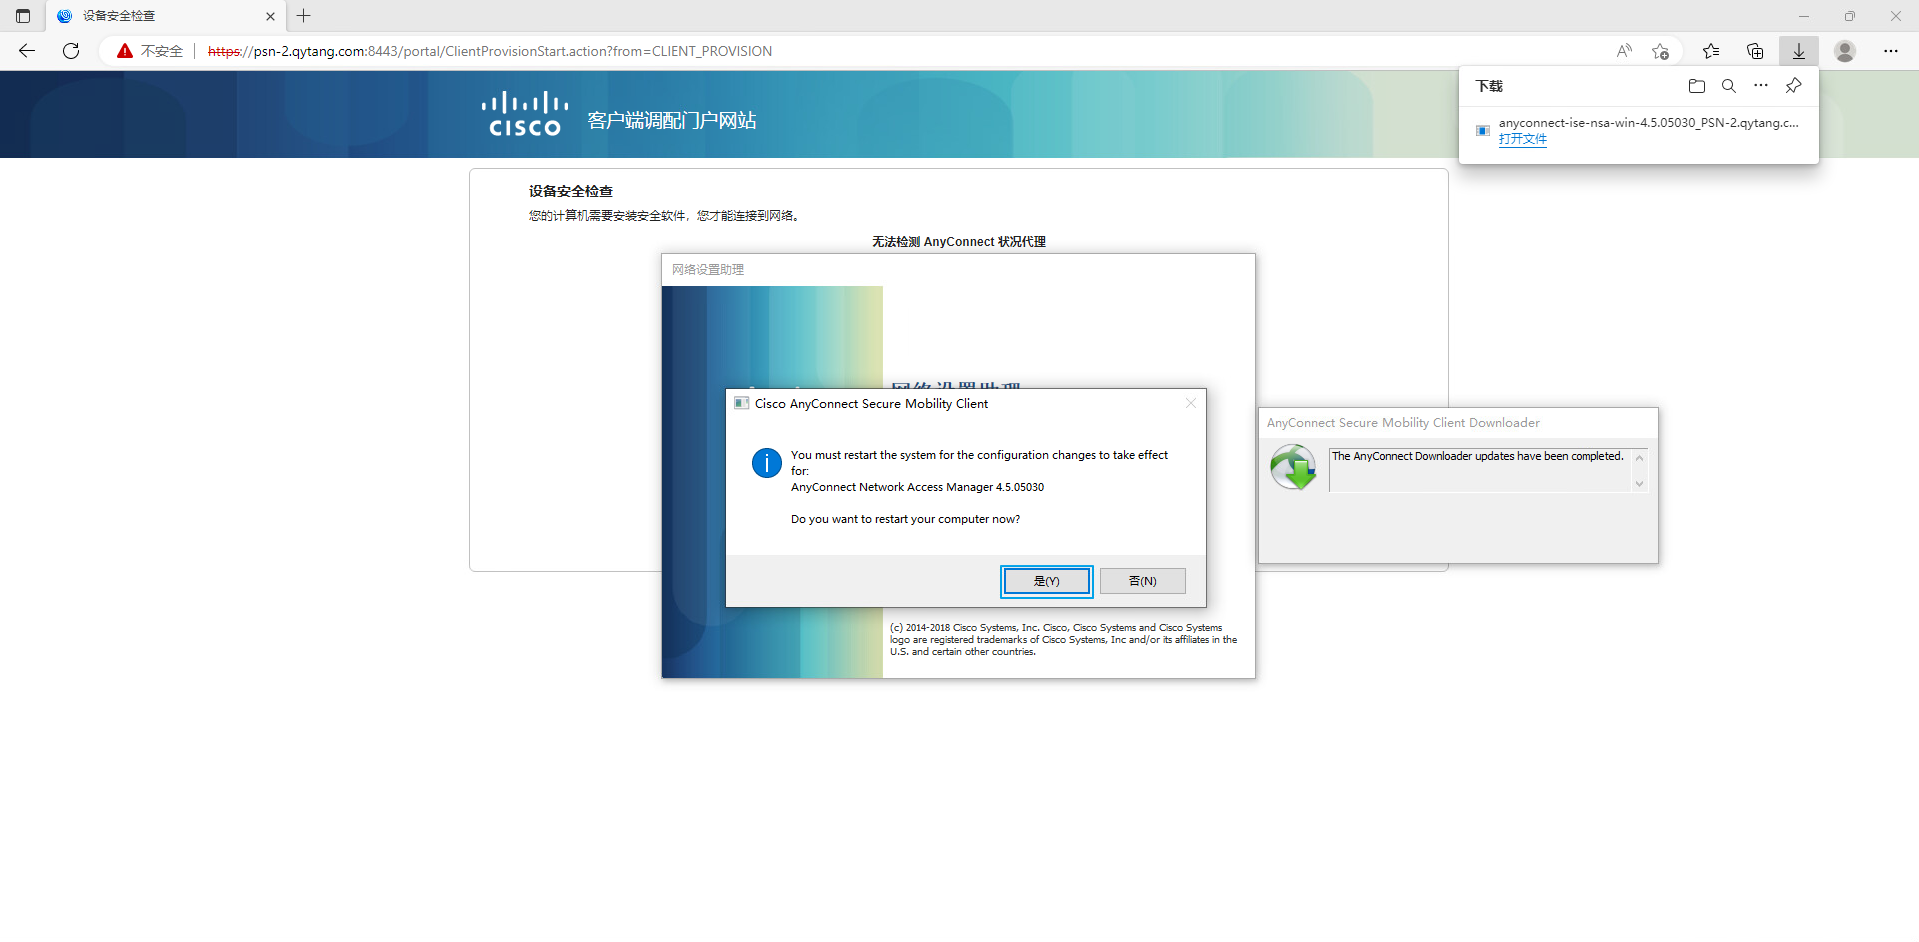 设备安全检查
不安全
https://psn-2.qytang.com:8443/portal/ClientProvisionStart.action?from=CLIENT_PROVISION
下载
anyconnect-ise-nsa-win-4.5.05030_PSN-2.qytang.c...
打开文件
CISCO
客户端调配门户网站
设备安全检查
您的计算机需要安装安全软件，您才能连接到网络。
无法检测 AnyConnect 状况代理
网络设置助理
网络设置助理
Cisco AnyConnect Secure Mobility Client
You must restart the system for the configuration changes to take effect
for:
AnyConnect Network Access Manager 4.5.05030
Do you want to restart your computer now?
是(Y)
否(N)
AnyConnect Secure Mobility Client Downloader
The AnyConnect Downloader updates have been completed.
(c) 2014-2018 Cisco Systems, Inc. Cisco, Cisco Systems and Cisco Systems
logo are registered trademarks of Cisco Systems, Inc and/or its affiliates in the
U.S. and certain other countries.